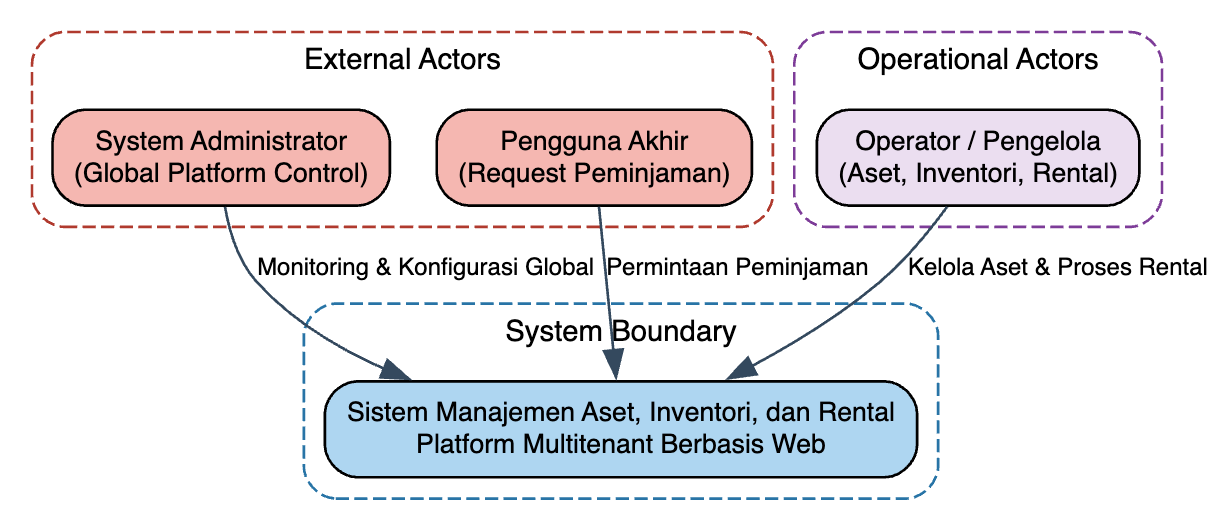 External Actors
Operational Actors
System Administrator
(Global Platform Control)
Pengguna Akhir
(Request Peminjaman)
Operator / Pengelola
(Aset, Inventori, Rental)
Monitoring & Konfigurasi Global
Permintaan Peminjaman
Kelola Aset & Proses Rental
System Boundary
Sistem Manajemen Aset, Inventori, dan Rental
Platform Multitenant Berbasis Web